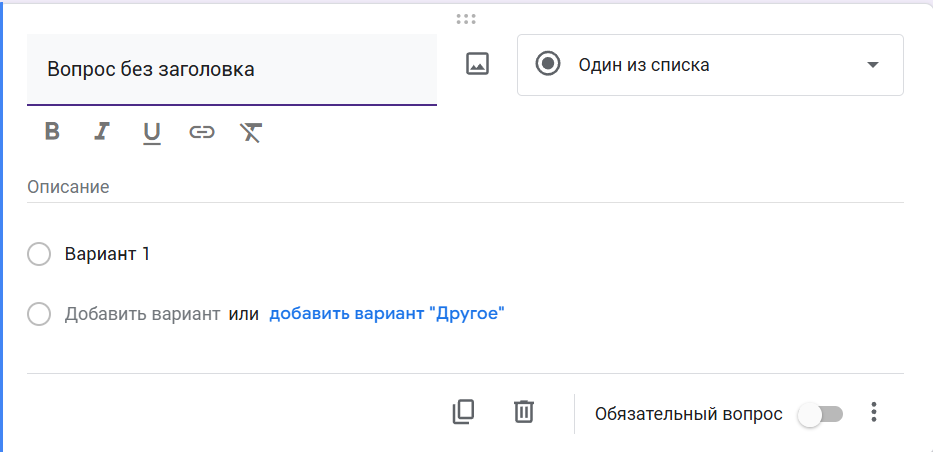 Вопрос без заголовка
Один из списка
B I U
Описание
Вариант 1
Добавить вариант или добавить вариант "Другое"
Обязательный вопрос